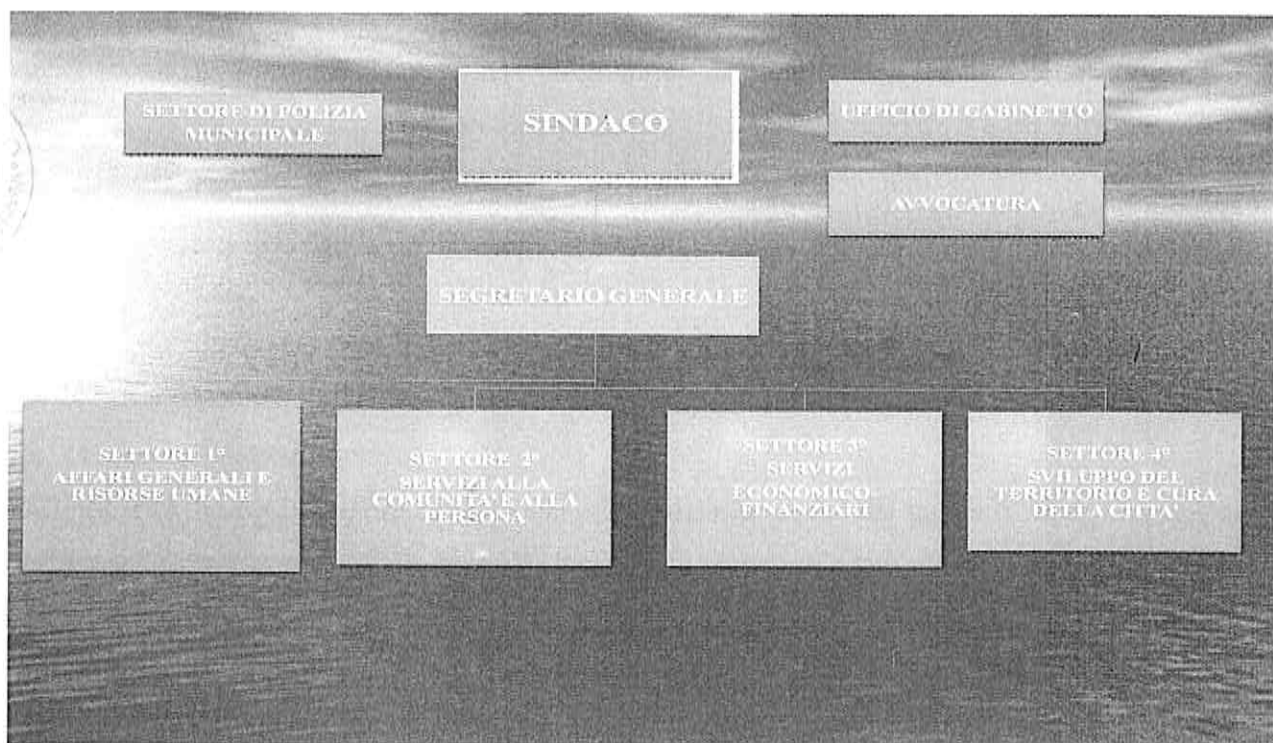 SETTORE DI POLIZIA
MUNICIPALE
SINDACO
UFFICIO DI GABINETTO
AVVOCATURA
SEGRETARIO GENERALE
SETTORE 1°
AFFARI GENERALI E
RISORSE UMANE
SETTORE 2°
SERVIZI ALLA
COMUNITA' E ALLA
PERSONA
SETTORE 3°
SERVIZI
ECONOMICO
FINANZIARI
SETTORE 4°
SVILUPPO DEL
TERRITORIO E CURA
DELLA CITTA'